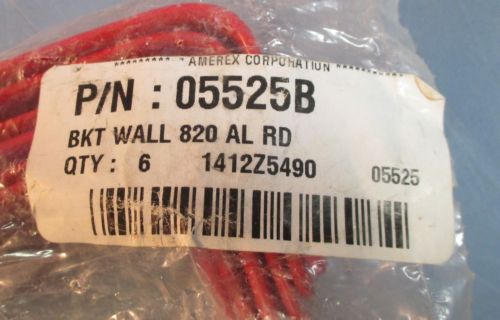 ********** AMEREX CORPORATION **********
P/N : 05525B
BKT WALL 820 AL RD
QTY : 6 1412Z5490 05525